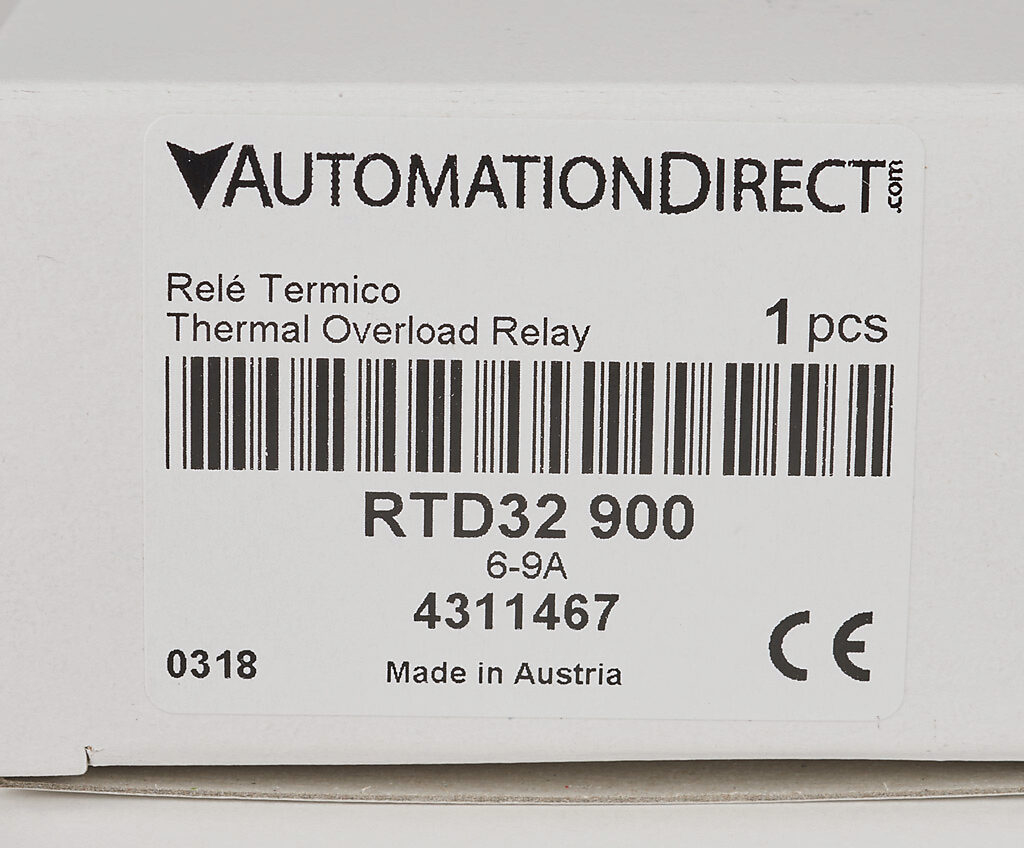 AUTOMATIONDIRECT.com
Relé Termico
Thermal Overload Relay
1 pcs
RTD32 900
6-9A
4311467
0318
Made in Austria
CE